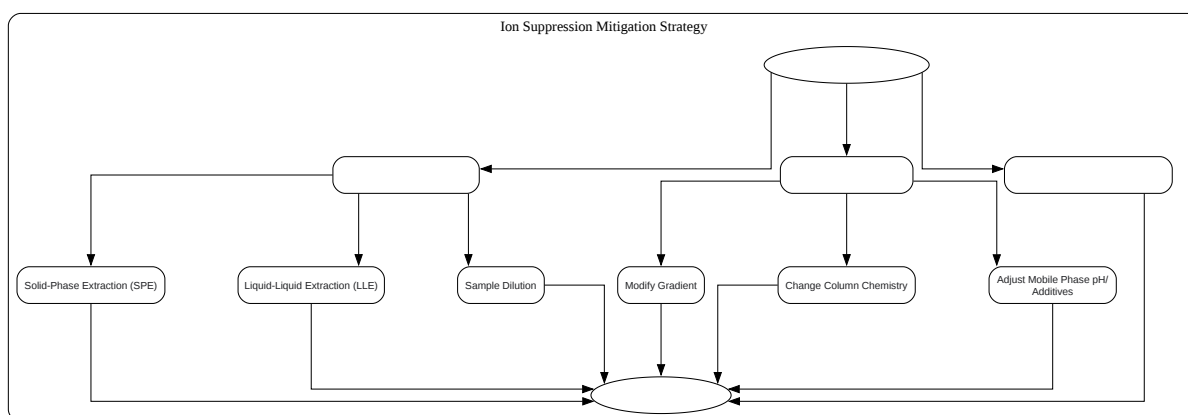 Ion Suppression Mitigation Strategy
Solid-Phase Extraction (SPE)
Liquid-Liquid Extraction (LLE)
Sample Dilution
Modify Gradient
Change Column Chemistry
Adjust Mobile Phase pH/
Additives